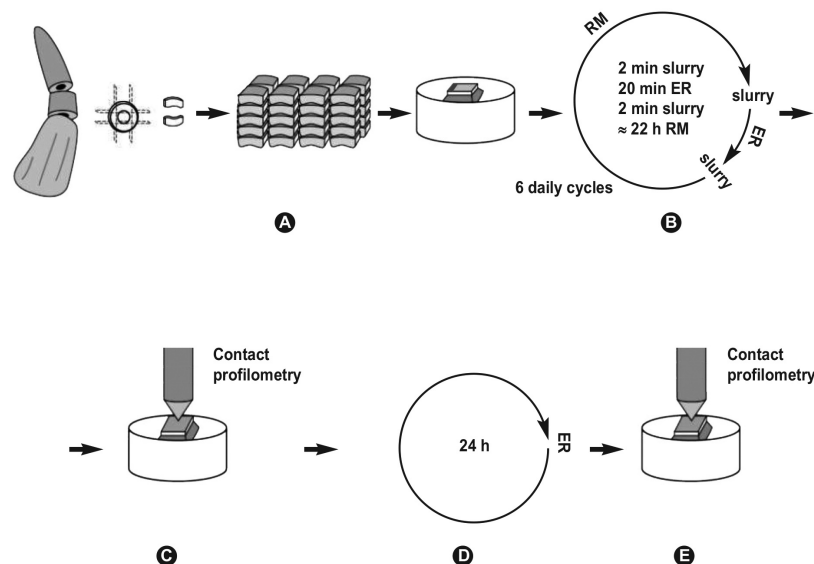 RM
2 min slurry
20 min ER
2 min slurry
≈ 22 h RM
slurry
ER
slurry
6 daily cycles
A
B
Contact
profilometry
24 h
ER
Contact
profilometry
C
D
E